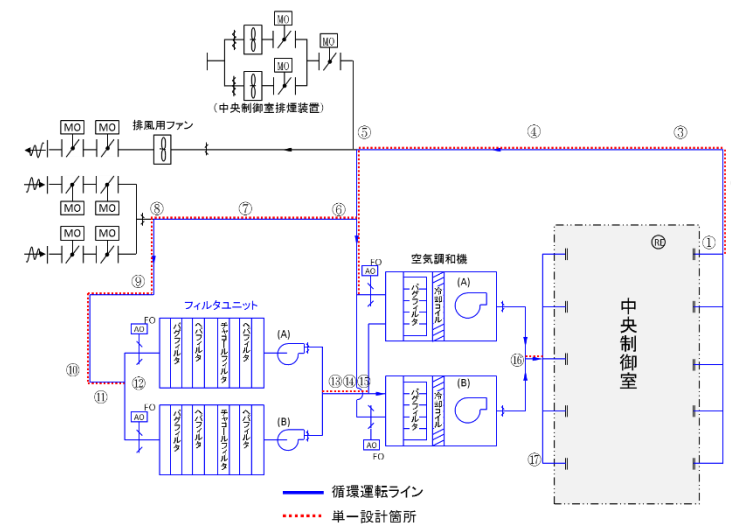 MO
MO
MO
MO
(中央制御室排煙装置)
排風用ファン
MO
MO
MO
MO
MO
MO
⑤
④
③
⑧
⑦
⑥
①
RE
⑨
フィルタユニット
空気調和機
FO
AO
バグフィルタ
冷却コイル
(A)
中央制御室
FO
AO
バグフィルタ
ヘパフィルタ
チャコールフィルタ
ヘパフィルタ
(A)
⑩
⑪
⑫
⑬⑭⑮
⑯
バグフィルタ
冷却コイル
(B)
AO
FO
FO
AO
バグフィルタ
ヘパフィルタ
チャコールフィルタ
ヘパフィルタ
(B)
⑰
循環運転ライン
単一設計箇所